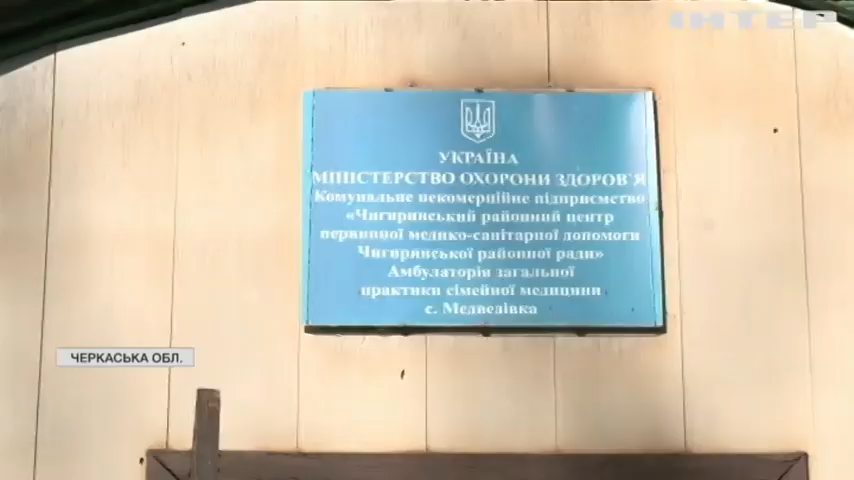 ІНТЕР
УКРАЇНА
МІНІСТЕРСТВО ОХОРОНИ ЗДОРОВ`Я
Комунальне некомерційне підприємство
«Чигиринський районний центр
первинної медико-санітарної допомоги
Чигиринської районної ради»
Амбулаторія загальної
практики сімейної медицини
с. Медведівка
ЧЕРКАСЬКА ОБЛ.